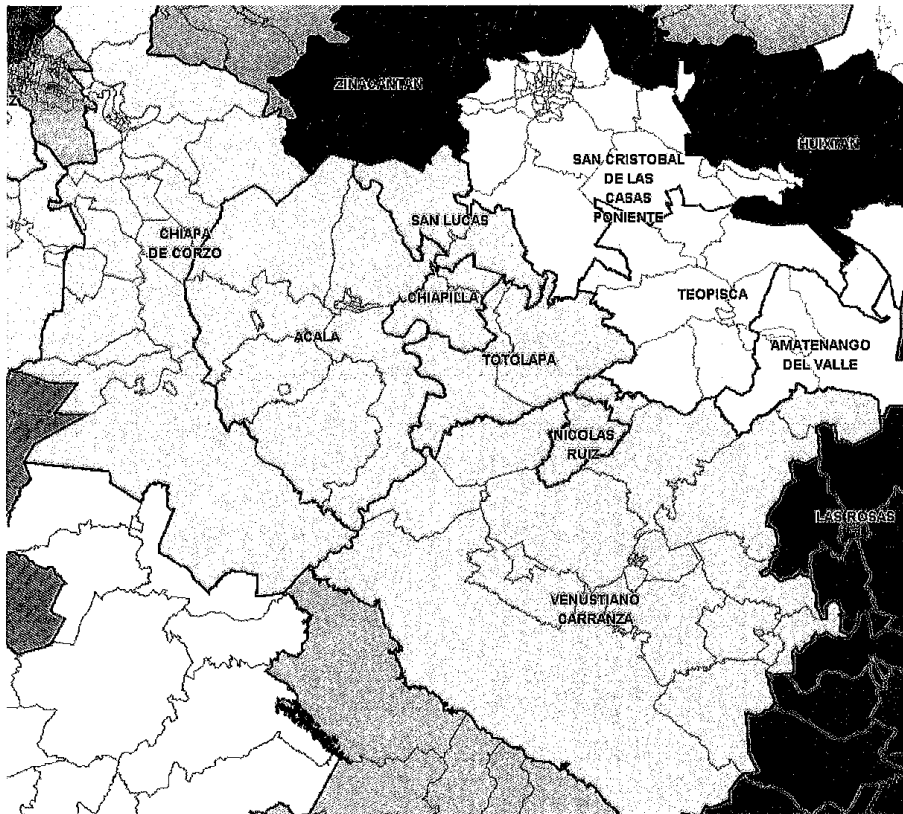 ZINACANTAN
HUIXTAN
SAN CRISTOBAL
DE LAS
CASAS
PONIENTE
CHIAPA
DE CORZO
SAN LUCAS
CHIAPILLA
TEOPISCA
ACALA
TOTOLAPA
AMATENANGO
DEL VALLE
NICOLAS
RUIZ
LAS ROSAS
VENUSTIANO
CARRANZA